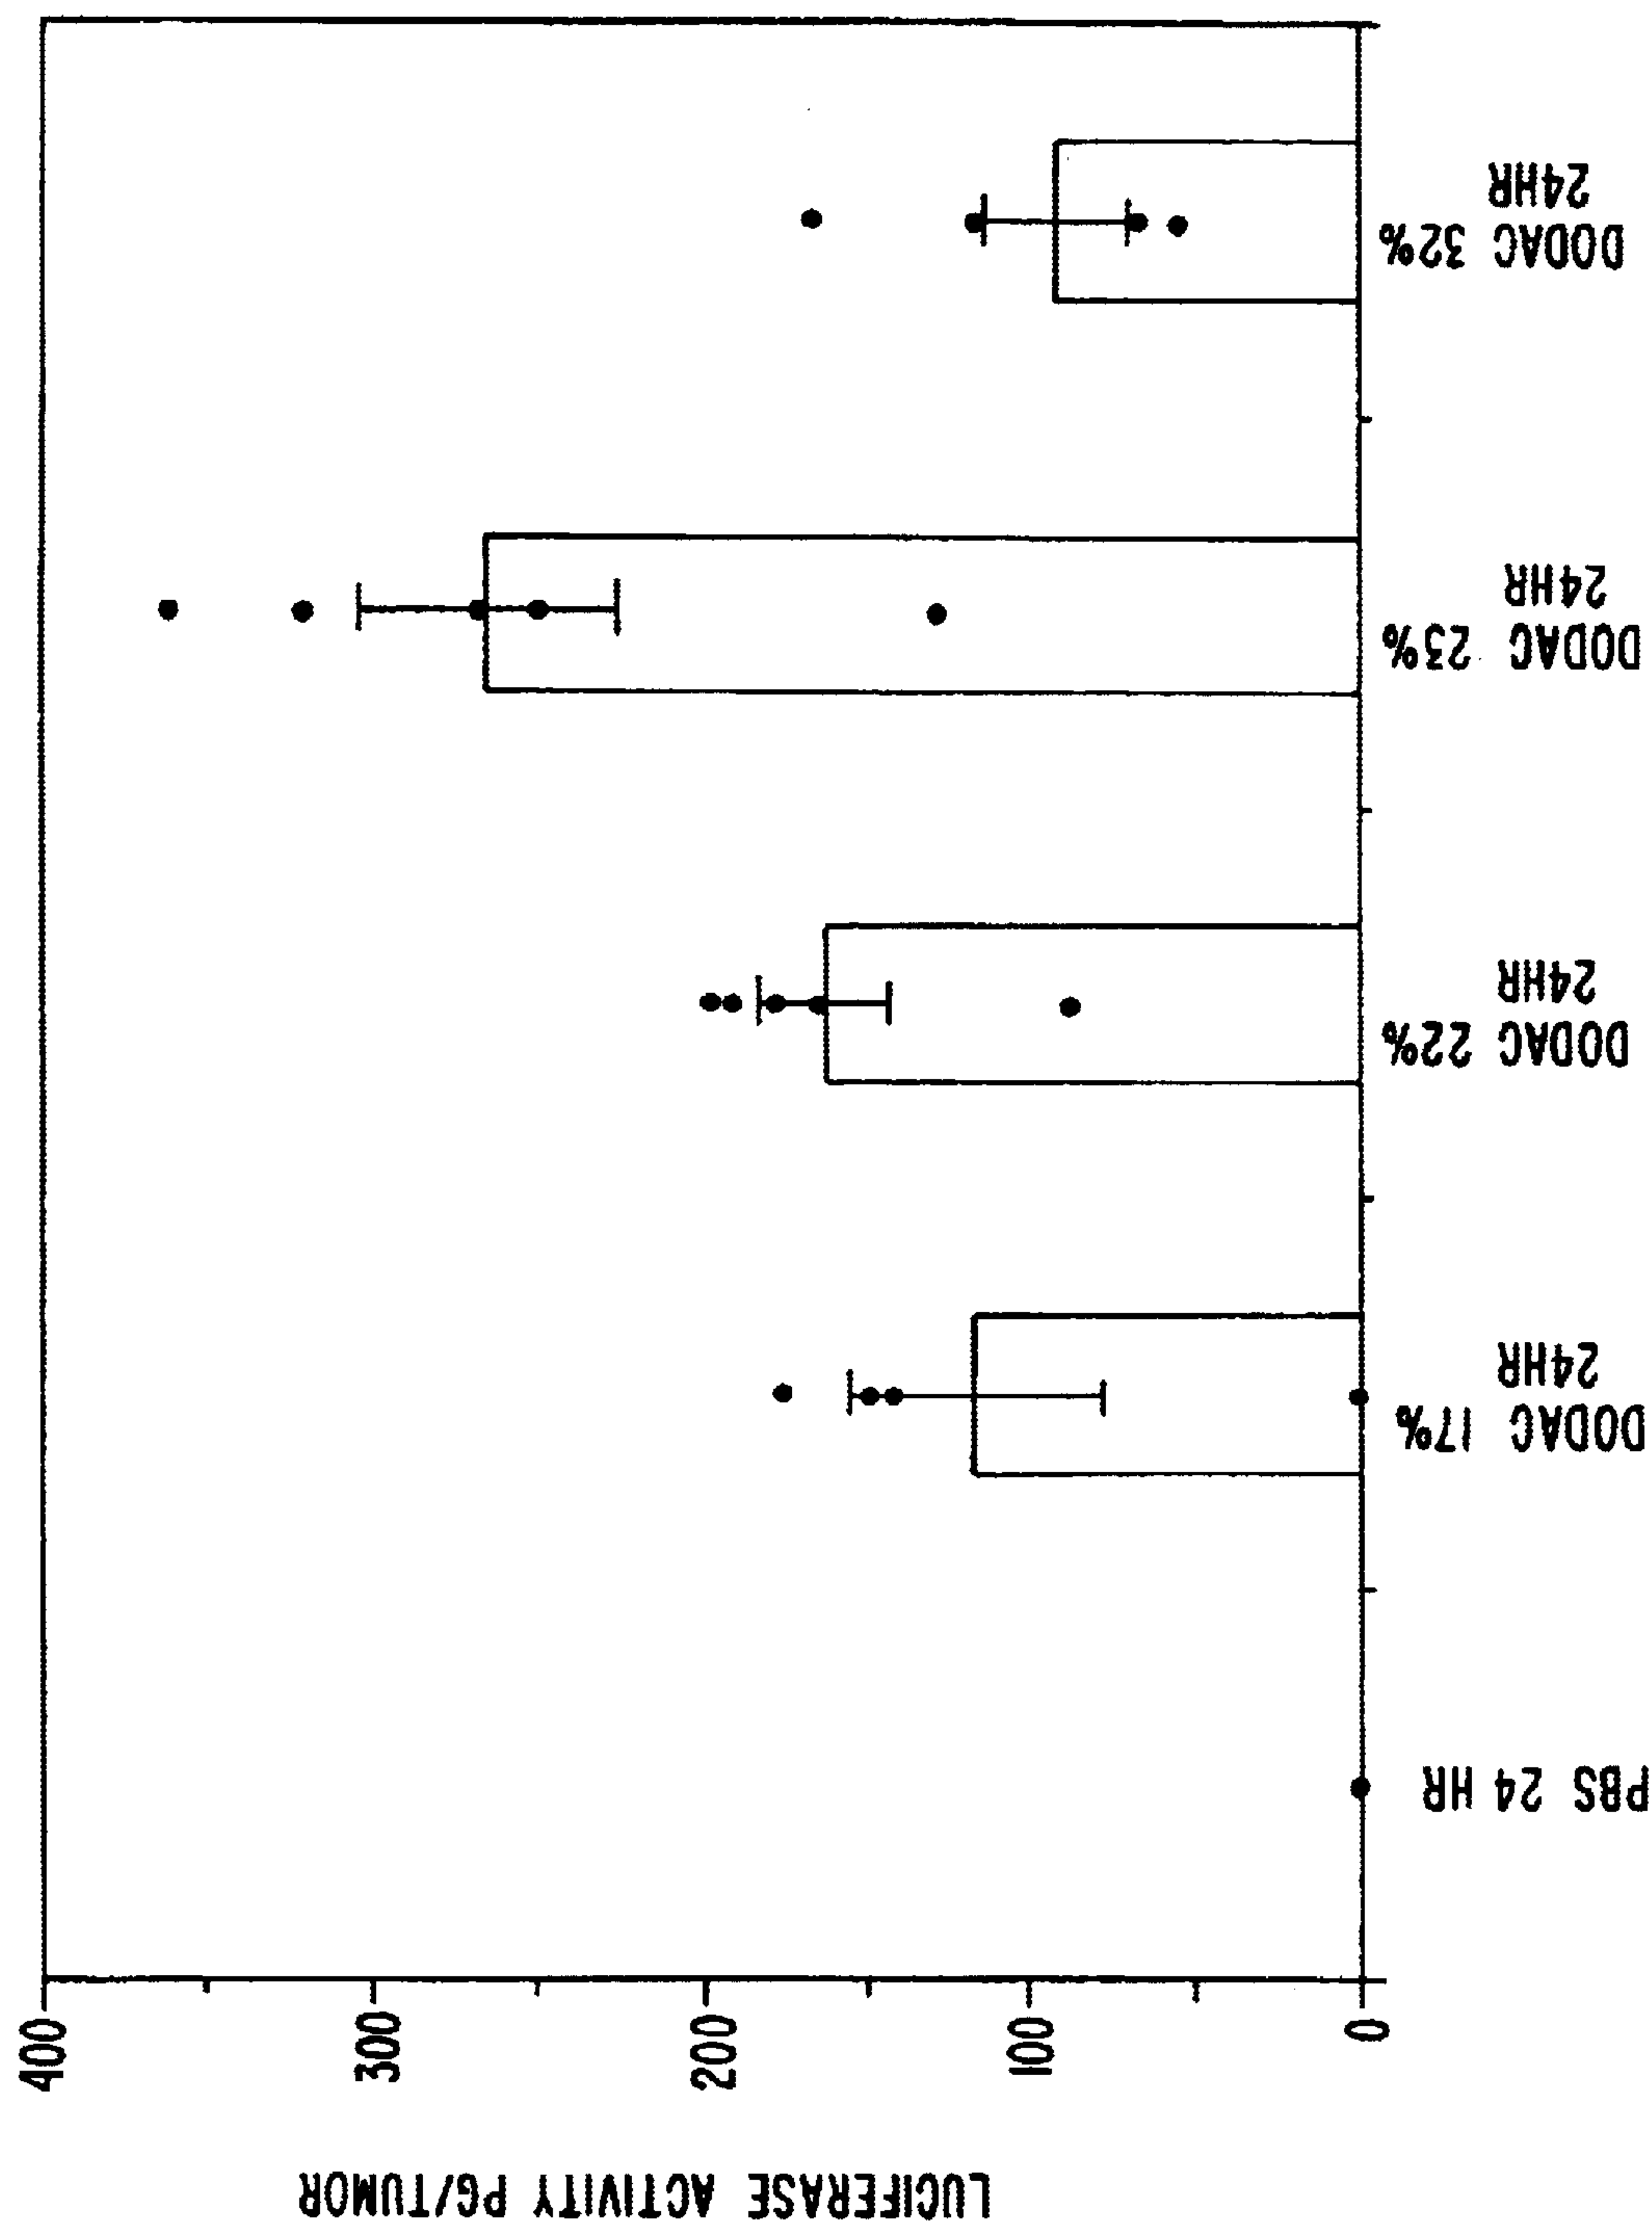 LUCIFERASE ACTIVITY PG/TUMOR
400
300
200
100
0
PBS 24 HR
DODAC 17%
24HR
DODAC 22%
24HR
DODAC 23%
24HR
DODAC 32%
24HR